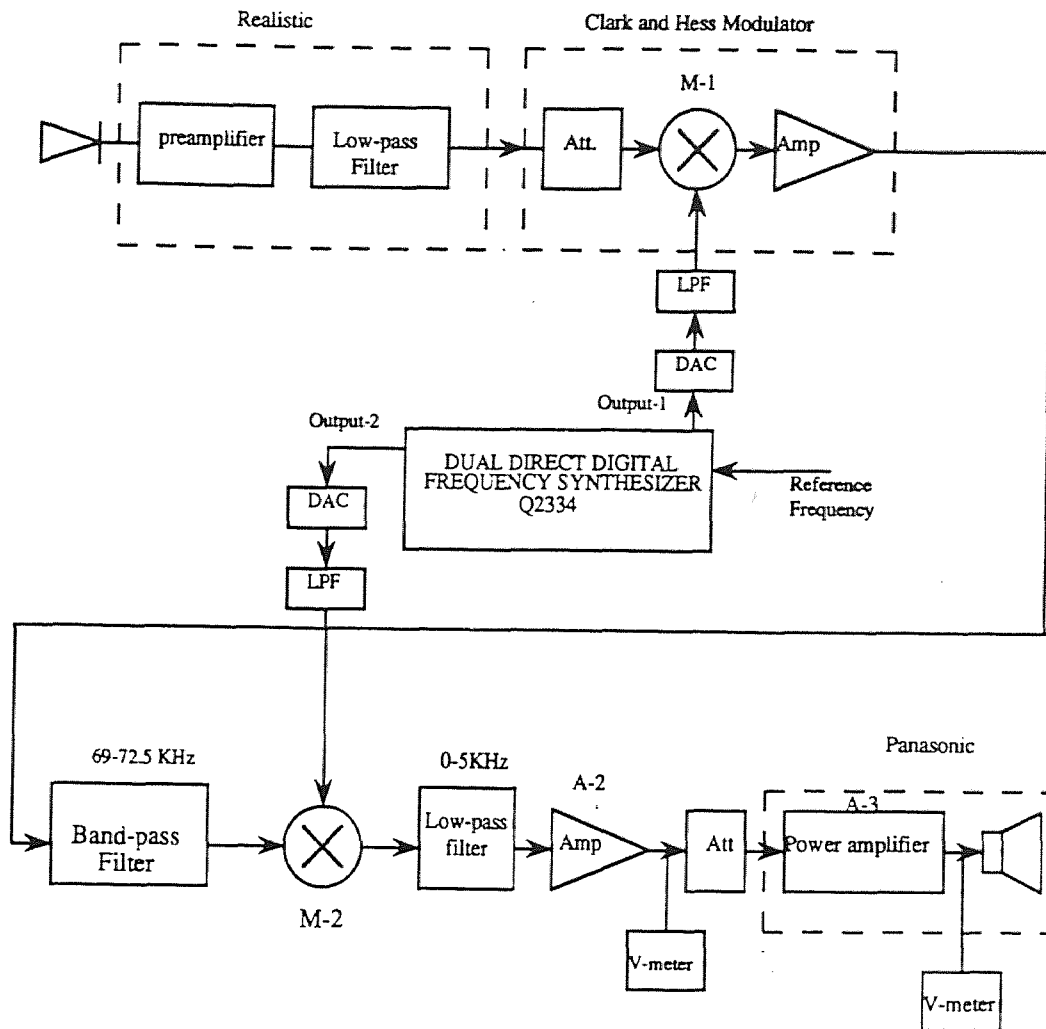 Realistic
Clark and Hess Modulator
M-1
preamplifier
Low-pass
Filter
Att.
Amp
LPF
DAC
Output-1
Output-2
DUAL DIRECT DIGITAL
FREQUENCY SYNTHESIZER
Q2334
Reference
Frequency
DAC
LPF
69-72.5 KHz
0-5KHz
A-2
Panasonic
A-3
Band-pass
Filter
M-2
Low-pass
filter
Amp
Att
Power amplifier
V-meter
V-meter